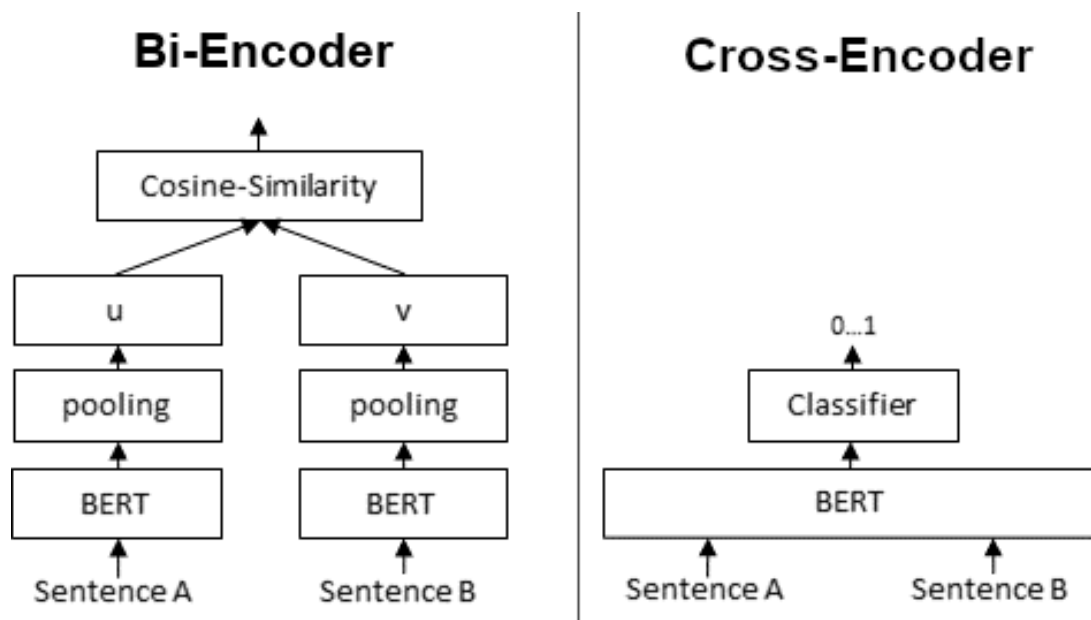 Bi-Encoder
Cosine-Similarity
u
v
pooling
pooling
BERT
BERT
Sentence A
Sentence B
Cross-Encoder
0...1
Classifier
BERT
Sentence A
Sentence B